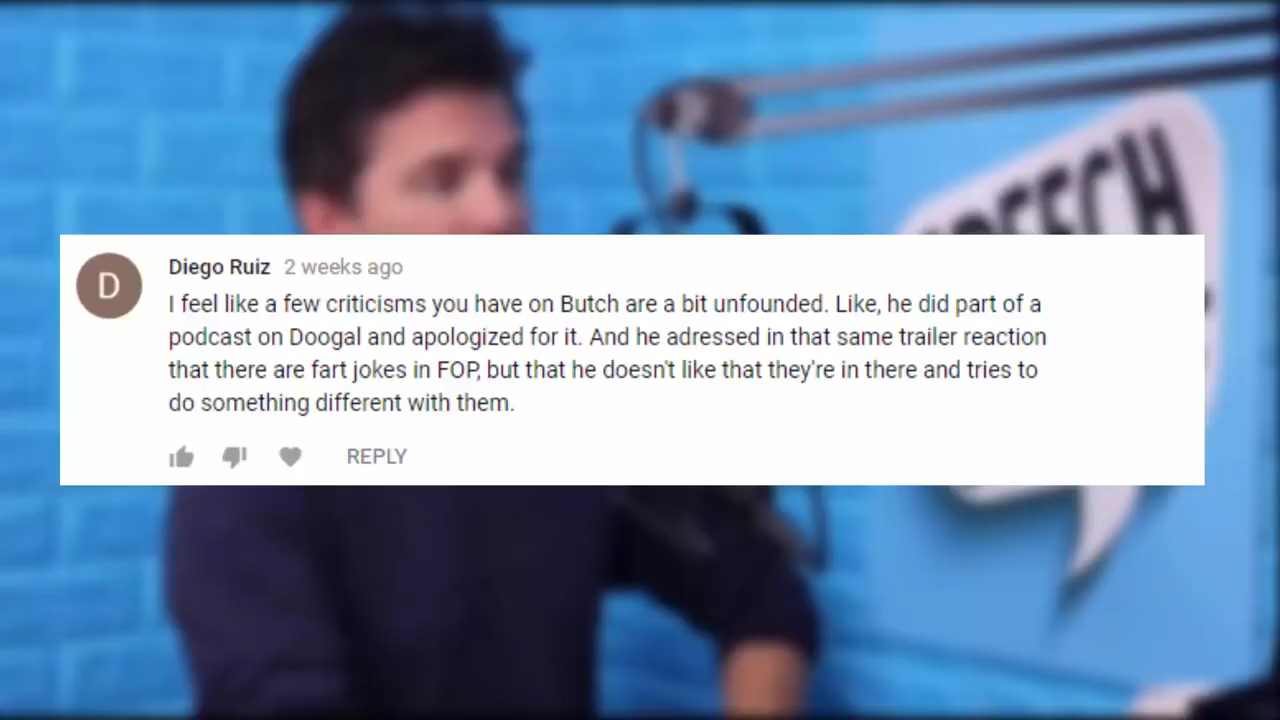 SPEECH
D
Diego Ruiz 2 weeks ago
I feel like a few criticisms you have on Butch are a bit unfounded. Like, he did part of a
podcast on Doogal and apologized for it. And he adressed in that same trailer reaction
that there are fart jokes in FOP, but that he doesn't like that they're in there and tries to
do something different with them.
REPLY